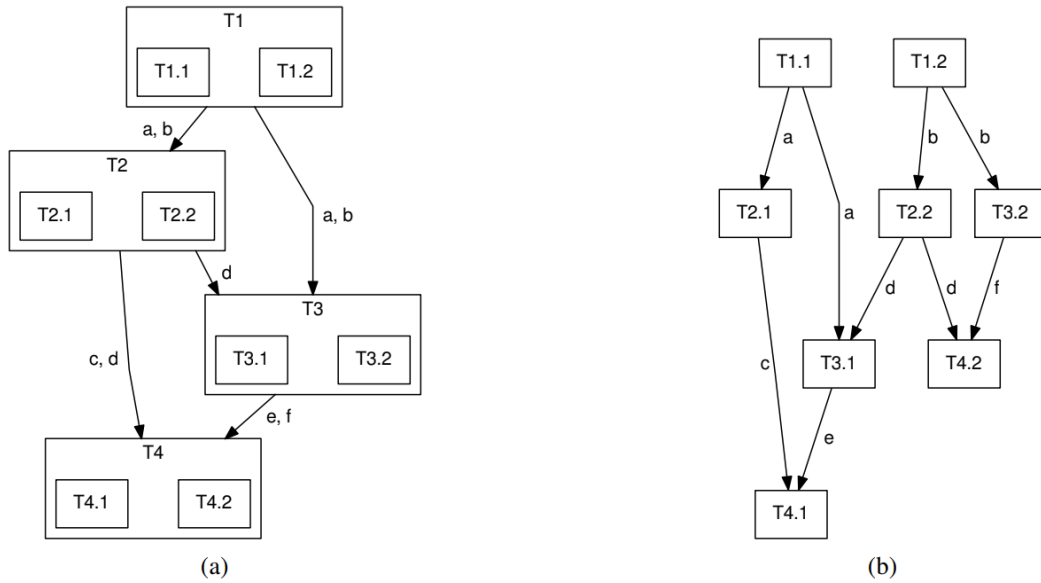 T1
T1.1 T1.2
a, b
T2
T2.1 T2.2
a, b
d
T3
T3.1 T3.2
c, d
e, f
T4
T4.1 T4.2
(a)
T1.1 T1.2
a b b
T2.1 T2.2 T3.2
a
d d f
c T3.1 T4.2
e
T4.1
(b)